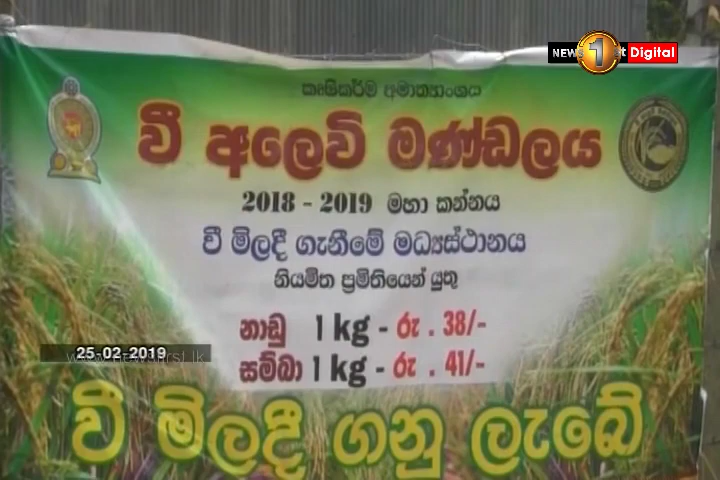 NEWS 1st Digital
කෘෂිකර්ම අමාත්‍යාංශය
වී අලෙවි මණ්ඩලය
2018 - 2019 මහා කන්නය
වී මිලදී ගැනීමේ මධ්‍යස්ථානය
නියමිත ප්‍රමිතියෙන් යුතු
නාඩු 1 kg - රු . 38/-
25-02-2019
සම්බා 1 kg - රු . 41/-
වී මිලදී ගනු ලැබේ